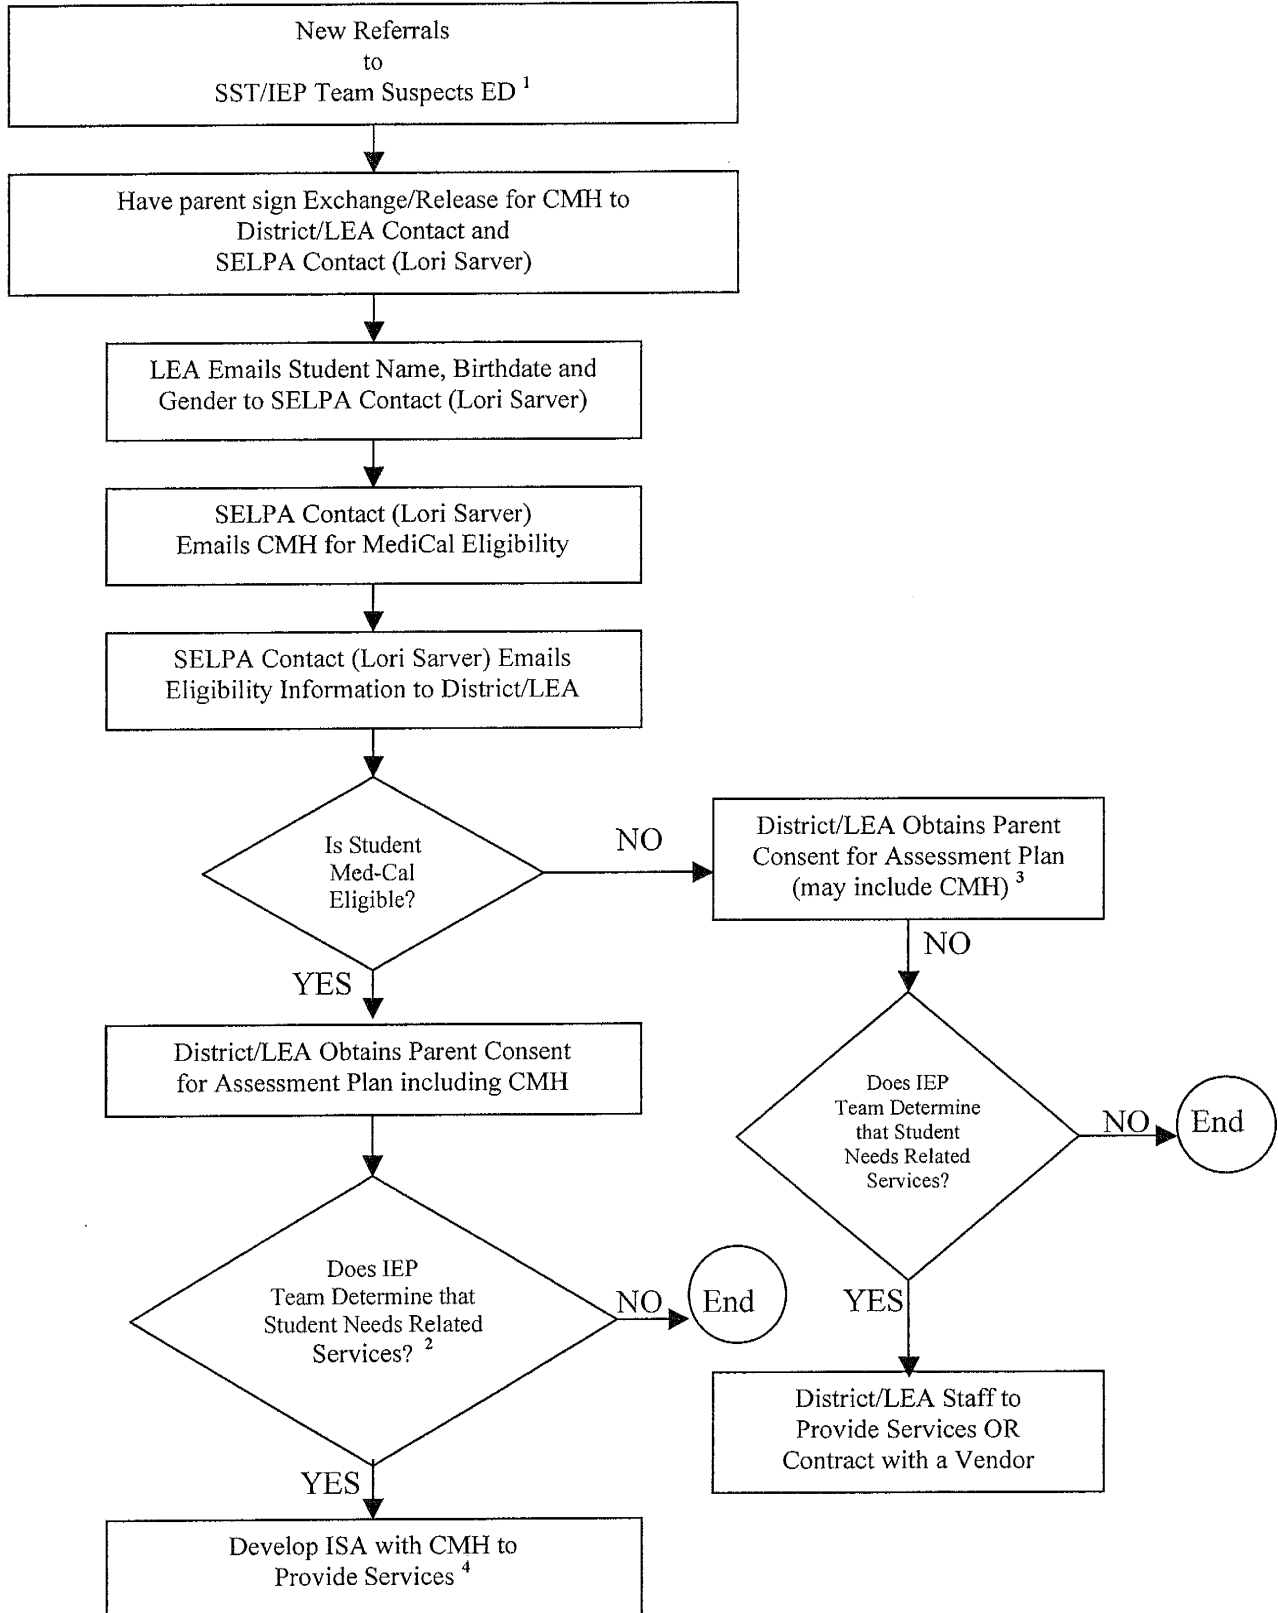 New Referrals
to
SST/IEP Team Suspects ED 1
Have parent sign Exchange/Release for CMH to
District/LEA Contact and
SELPA Contact (Lori Sarver)
LEA Emails Student Name, Birthdate and
Gender to SELPA Contact (Lori Sarver)
SELPA Contact (Lori Sarver)
Emails CMH for MediCal Eligibility
SELPA Contact (Lori Sarver) Emails
Eligibility Information to District/LEA
Is Student
Med-Cal
Eligible?
NO
District/LEA Obtains Parent
Consent for Assessment Plan
(may include CMH) 3
NO
YES
District/LEA Obtains Parent Consent
for Assessment Plan including CMH
Does IEP
Team Determine
that Student
Needs Related
Services?
NO
End
Does IEP
Team Determine that
Student Needs Related
Services? 2
NO
End
YES
District/LEA Staff to
Provide Services OR
Contract with a Vendor
YES
Develop ISA with CMH to
Provide Services 4